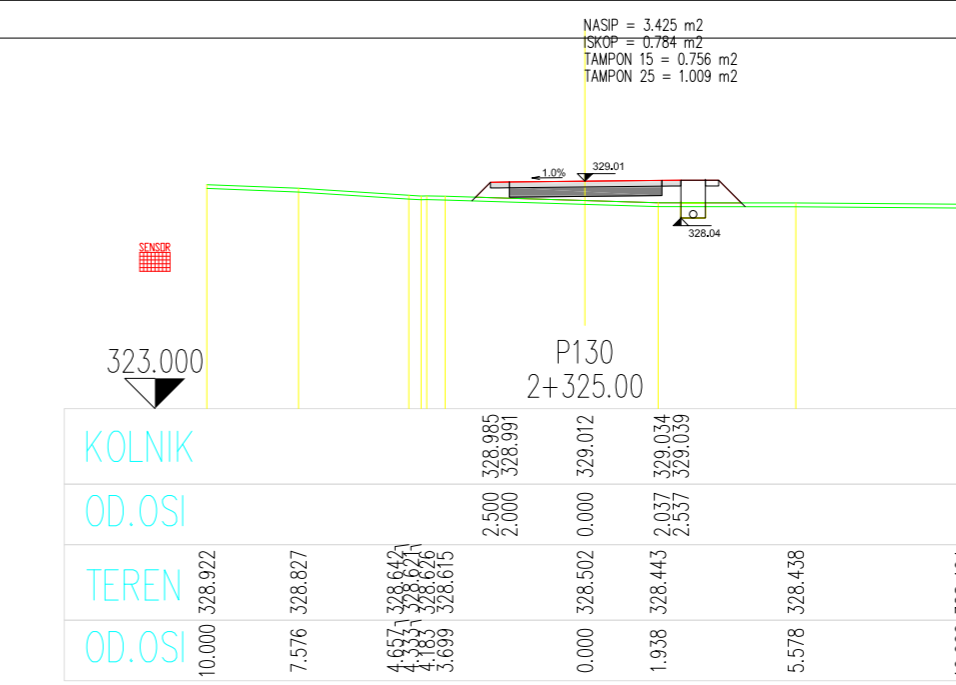 NASIP = 3.425 m2
ISKOP = 0.784 m2
TAMPON 15 = 0.756 m2
TAMPON 25 = 1.009 m2
1.0%
329.01
328.04
SENSOR
323.000
P130
2+325.00
KOLNIK 328.985 328.991 329.012 329.034 329.039
OD.OSI 2.500 2.000 0.000 2.037 2.537
TEREN 328.922 328.827 328.642 328.621 328.626 328.615 328.502 328.443 328.438
OD.OSI 10.000 7.576 4.657 4.333 4.183 3.699 0.000 1.938 5.578